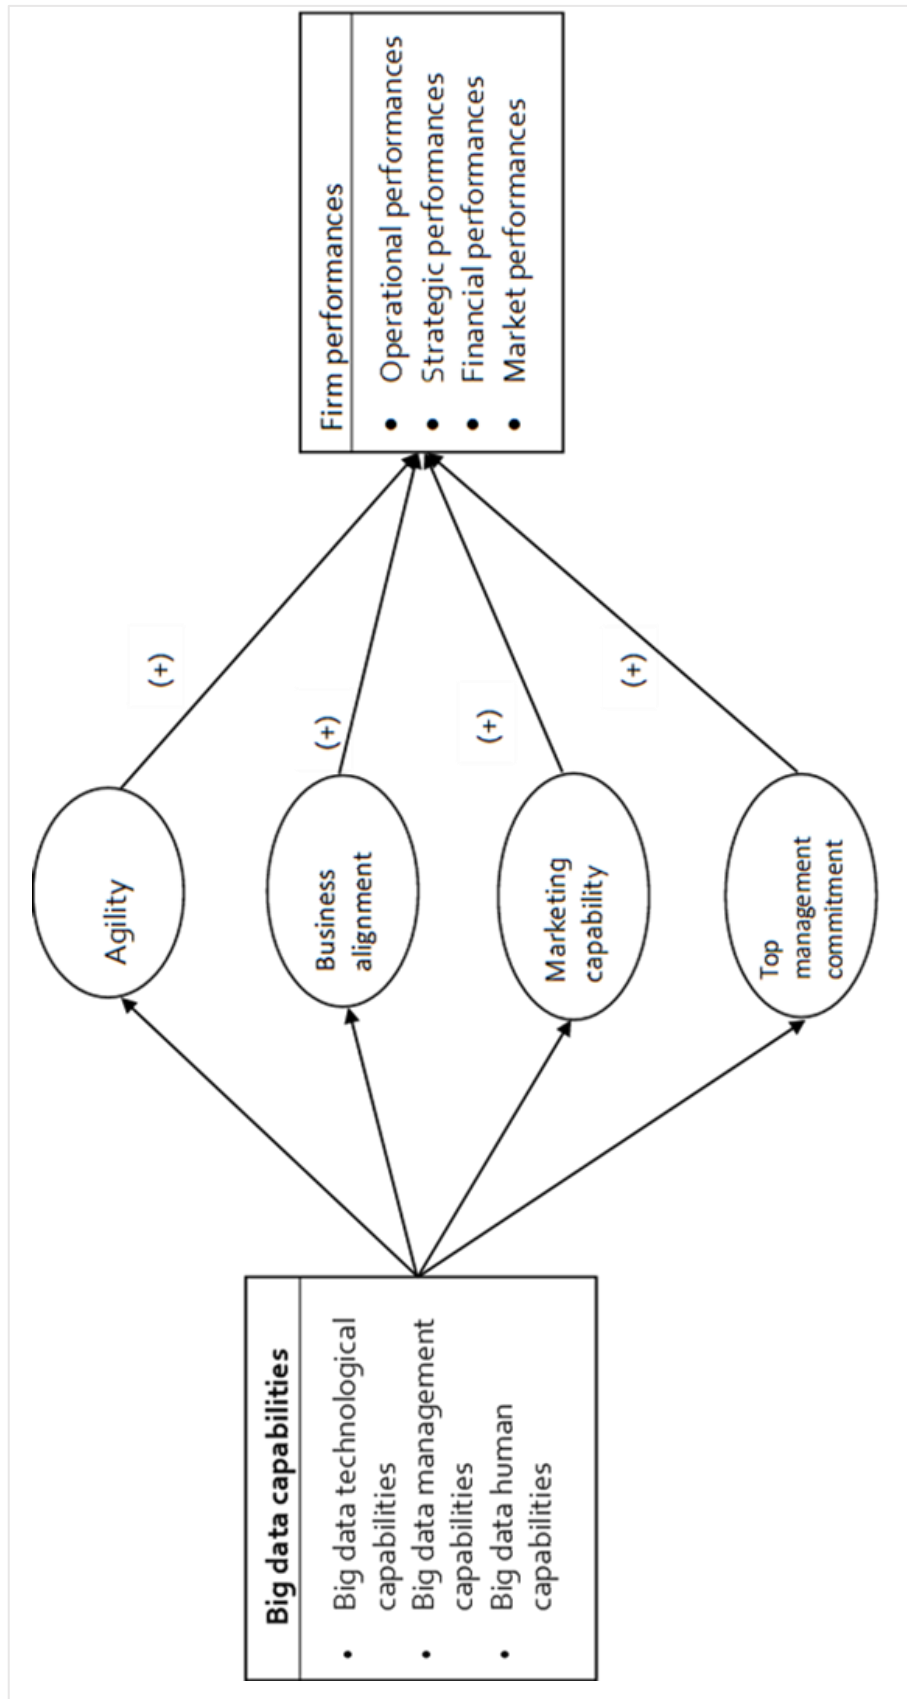 Big data capabilities
• Big data technological
capabilities
• Big data management
capabilities
• Big data human
capabilities
Agility
Business
alignment
Marketing
capability
Top
management
commitment
(+)
(+)
(+)
(+)
Firm performances
• Operational performances
• Strategic performances
• Financial performances
• Market performances